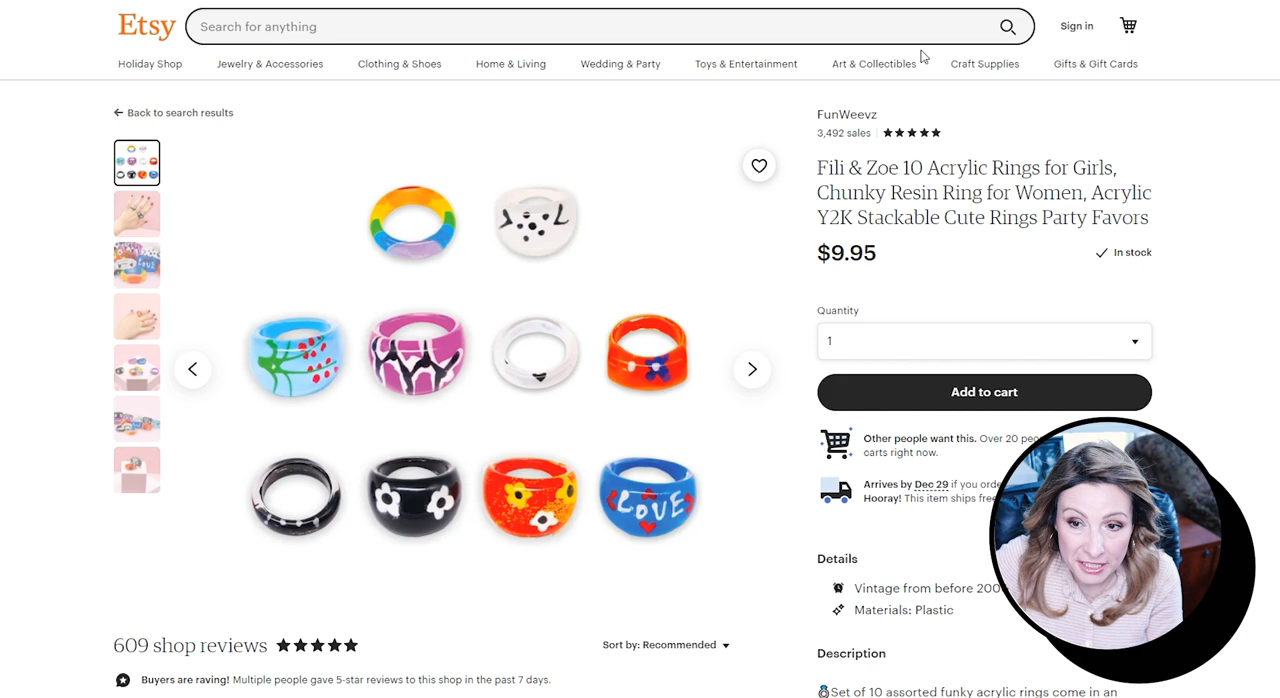 Etsy
Search for anything
Sign in
Holiday Shop
Jewelry & Accessories
Clothing & Shoes
Home & Living
Wedding & Party
Toys & Entertainment
Art & Collectibles
Craft Supplies
Gifts & Gift Cards
Back to search results
FunWeevz
3,492 sales
Fili & Zoe 10 Acrylic Rings for Girls,
Chunky Resin Ring for Women, Acrylic
Y2K Stackable Cute Rings Party Favors
$9.95
In stock
Quantity
1
Add to cart
Other people want this. Over 20
carts right now.
Arrives by Dec 29 if you
Hooray! This item ships
Details
Vintage from before
Materials: Plastic
Description
Set of 10 assorted funky acrylic rings come in an
LOVE
609 shop reviews
Sort by: Recommended
Buyers are raving! Multiple people gave 5-star reviews to this shop in the past 7 days.